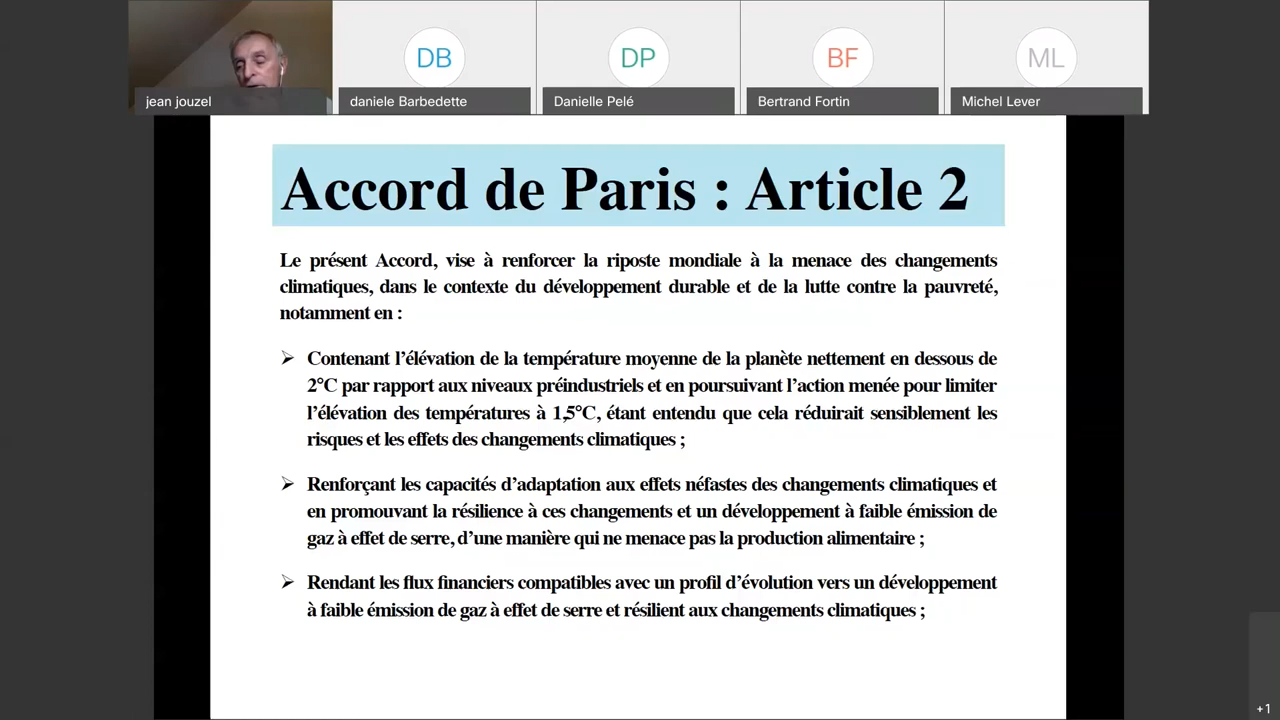 DB
DP
BF
ML
jean jouzel
daniele Barbedette
Danielle Pelé
Bertrand Fortin
Michel Lever
Accord de Paris : Article 2
Le présent Accord, vise à renforcer la riposte mondiale à la menace des changements
climatiques, dans le contexte du développement durable et de la lutte contre la pauvreté,
notamment en :
➢ Contenant l’élévation de la température moyenne de la planète nettement en dessous de
2°C par rapport aux niveaux préindustriels et en poursuivant l’action menée pour limiter
l’élévation des températures à 1,5°C, étant entendu que cela réduirait sensiblement les
risques et les effets des changements climatiques ;
➢ Renforçant les capacités d’adaptation aux effets néfastes des changements climatiques et
en promouvant la résilience à ces changements et un développement à faible émission de
gaz à effet de serre, d’une manière qui ne menace pas la production alimentaire ;
➢ Rendant les flux financiers compatibles avec un profil d’évolution vers un développement
à faible émission de gaz à effet de serre et résilient aux changements climatiques ;
+1